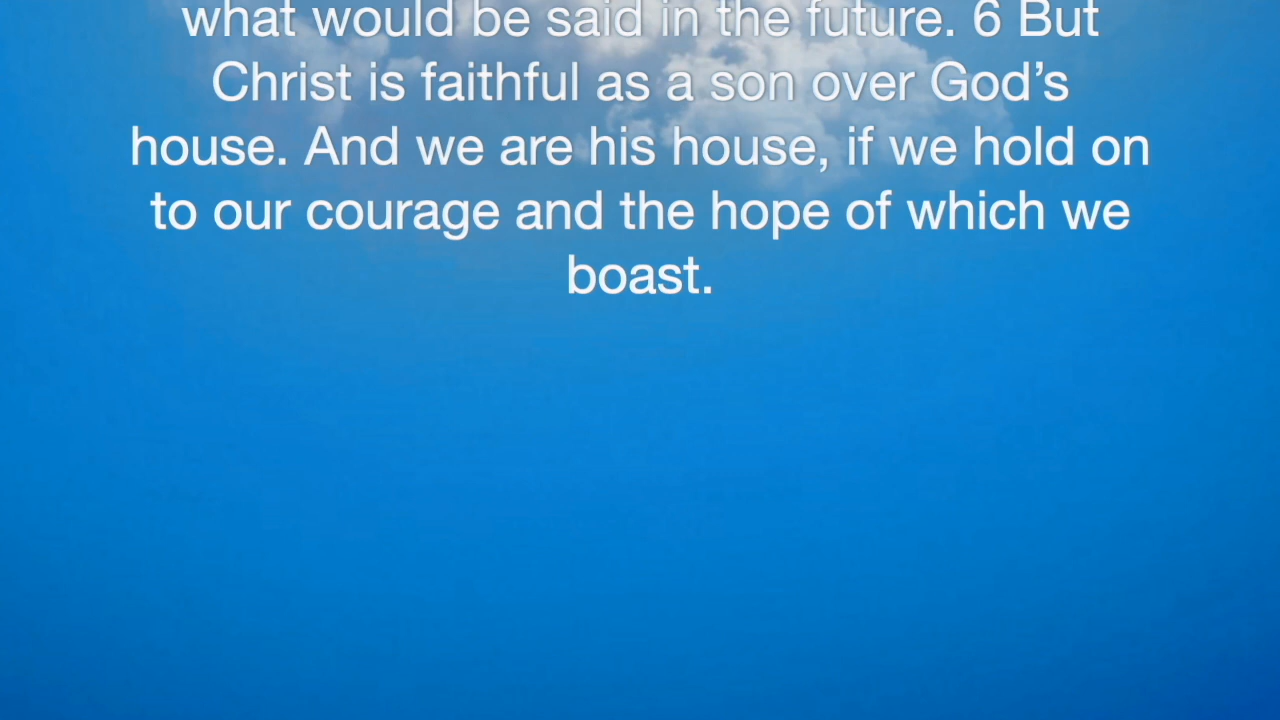 what would be said in the future. 6 But
Christ is faithful as a son over God’s
house. And we are his house, if we hold on
to our courage and the hope of which we
boast.